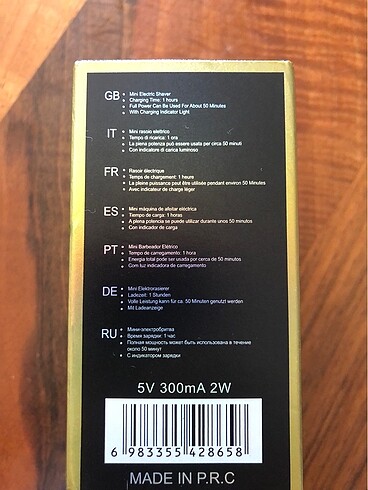 GB
Mini Electric Shaver
Charging Time: 1 hours
Full Power Can Be Used For About 50 Minutes
With Charging Indicator Light
IT
Mini rasoio elettrico
Tempo di ricarica: 1 ora
La piena potenza può essere usata per circa 50 minuti
Con indicatore di carica luminoso
FR
Rasoir électrique
Temps de chargement: 1 heure
La pleine puissance peut être utilisée pendant environ 50 Minutes
Avec indicateur de charge léger
ES
Mini máquina de afeitar eléctrica
Tiempo de carga: 1 horas
A plena potencia se puede utilizar durante unos 50 minutos
Con indicador de carga
PT
Mini Barbeador Elétrico
Tempo de carregamento: 1 hora
Energia total pode ser usada por cerca de 50 minutos
Com luz indicadora de carregamento
DE
Mini Elektrorasierer
Ladezeit: 1 Stunden
Volle Leistung kann für ca. 50 Minuten genutzt werden
Mit Ladeanzeige
RU
Мини-электробритва
Время зарядки: 1 час
Полная мощность может быть использована в течение
около 50 минут
С индикатором зарядки
5V 300mA 2W
6 983355 428658
MADE IN P.R.C